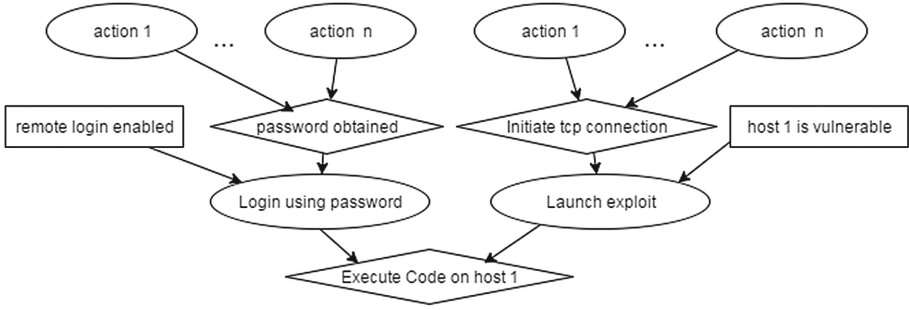 action 1
...
action n
action 1
...
action n
remote login enabled
password obtained
Initiate tcp connection
host 1 is vulnerable
Login using password
Launch exploit
Execute Code on host 1